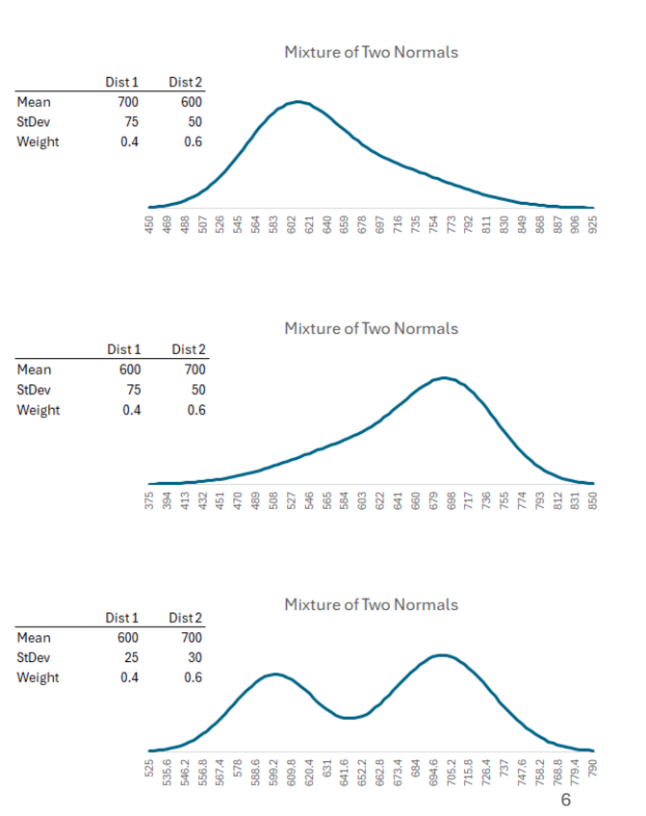 Mixture of Two Normals
Dist 1 Dist 2
Mean 700 600
StDev 75 50
Weight 0.4 0.6
450 469 488 507 526 545 564 583 602 621 640 659 678 697 716 735 754 773 792 811 830 849 868 887 906 925
Mixture of Two Normals
Dist 1 Dist 2
Mean 600 700
StDev 75 50
Weight 0.4 0.6
375 394 413 432 451 470 489 508 527 546 565 584 603 622 641 660 679 698 717 736 755 774 793 812 831 850
Mixture of Two Normals
Dist 1 Dist 2
Mean 600 700
StDev 25 30
Weight 0.4 0.6
525 535.6 546.2 556.8 567.4 578 588.6 599.2 609.8 620.4 631 641.6 652.2 662.8 673.4 684 694.6 705.2 715.8 726.4 737 747.6 758.2 768.8 779.4 790
6